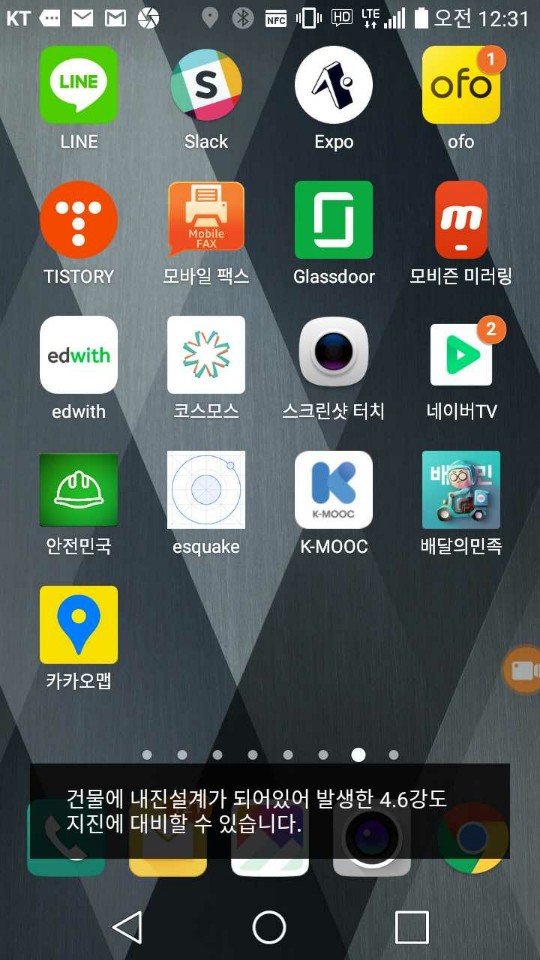 KT NFC HD LTE 오전 12:31
LINE
LINE
S
Slack
Expo
ofo 1
ofo
TISTORY
Mobile
FAX
모바일 팩스
Glassdoor
m
모비즌 미러링
edwith
edwith
코스모스
스크린샷 터치
2
네이버TV
안전민국
esquake
K-MOOC
K-MOOC
배민
배달의민족
카카오맵
건물에 내진설계가 되어있어 발생한 4.6강도
지진에 대비할 수 있습니다.